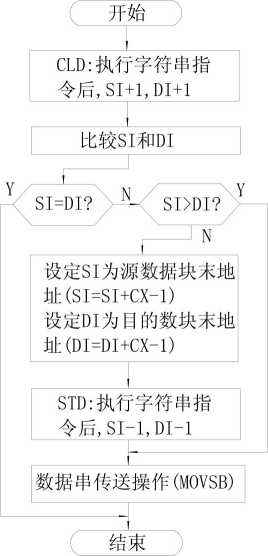 开始
CLD:执行字符串指
令后,SI+1,DI+1
比较SI和DI
Y
SI=DI?
N
SI>DI?
Y
N
设定SI为源数据块末地
址(SI=SI+CX-1)
设定DI为目的数块末地
址(DI=DI+CX-1)
STD:执行字符串指
令后,SI-1,DI-1
数据串传送操作(MOVSB)
结束